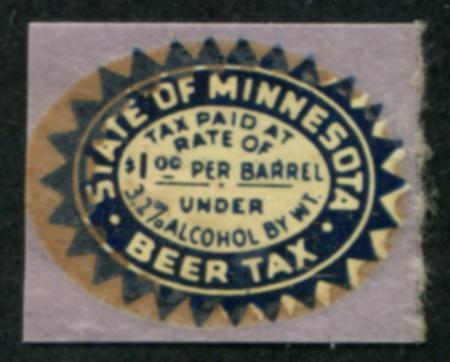 STATE OF MINNESOTA
TAX PAID AT
RATE OF
$1.00 PER BARREL
UNDER
3.2% ALCOHOL BY WT.
BEER TAX